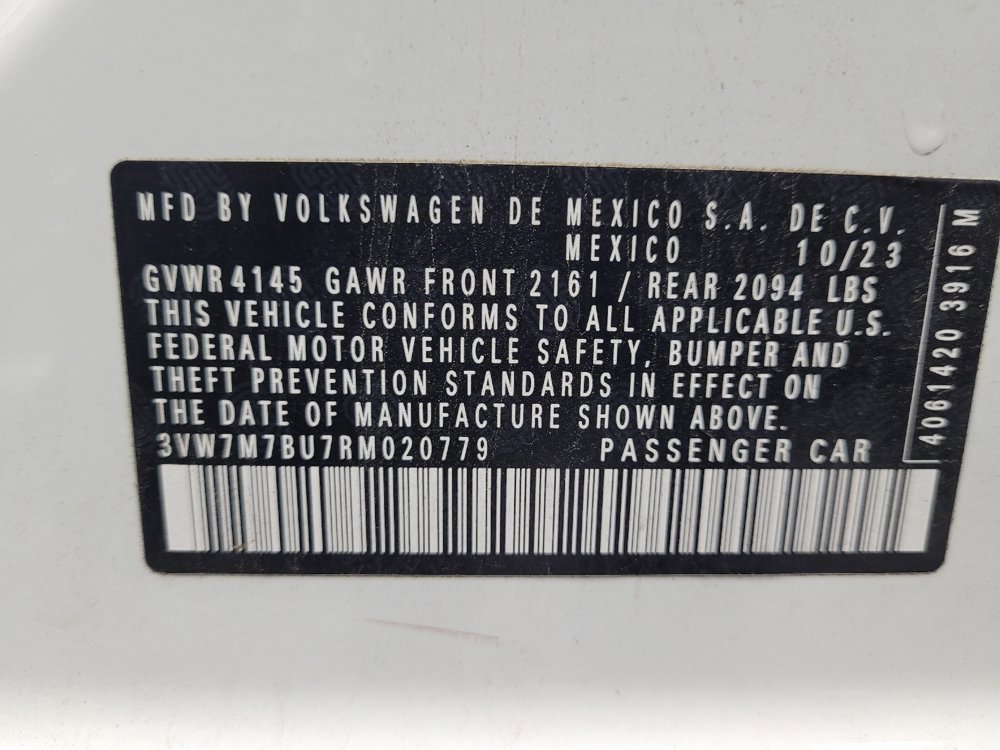 MFD BY VOLKSWAGEN DE MEXICO S.A. DE C.V.
MEXICO 10/23
GVWR 4145 GAWR FRONT 2161 / REAR 2094 LBS
THIS VEHICLE CONFORMS TO ALL APPLICABLE U.S.
FEDERAL MOTOR VEHICLE SAFETY, BUMPER AND
THEFT PREVENTION STANDARDS IN EFFECT ON
THE DATE OF MANUFACTURE SHOWN ABOVE.
3VW7M7BU7RM020779 PASSENGER CAR
4061420 3916 M